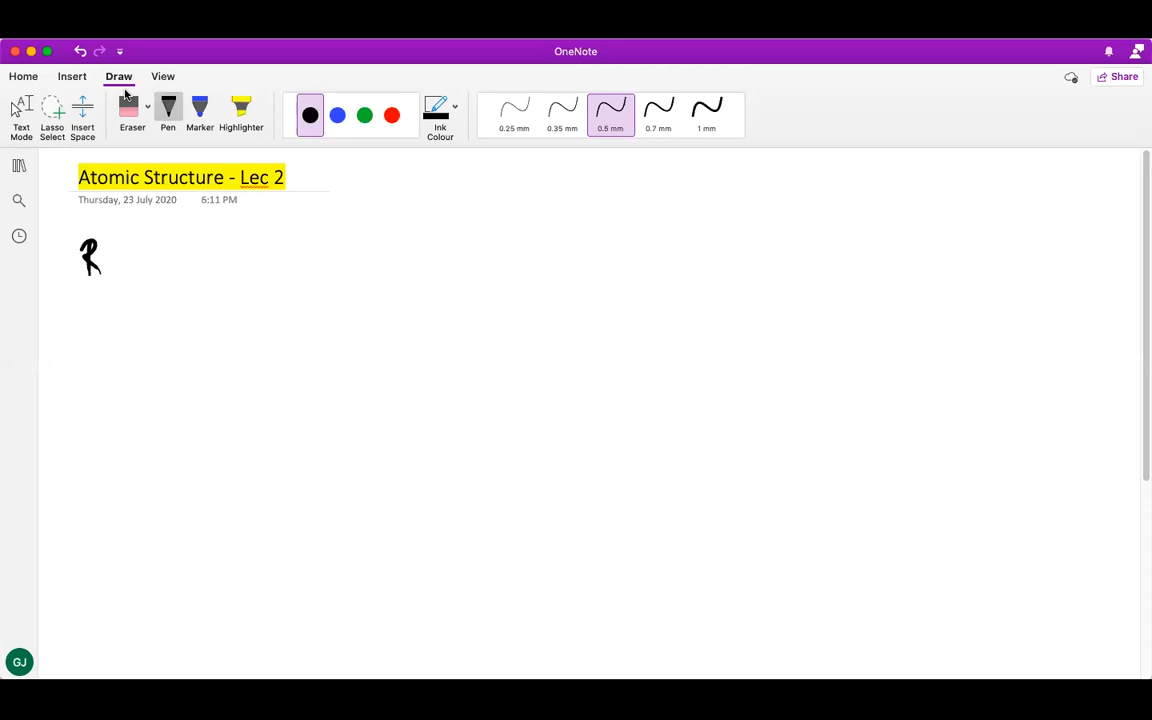 OneNote
Home Insert Draw View Share
Text Mode Lasso Select Insert Space Eraser Pen Marker Highlighter Ink Colour 0.25 mm 0.35 mm 0.5 mm 0.7 mm 1 mm
Atomic Structure - Lec 2
Thursday, 23 July 2020 6:11 PM
R
GJ